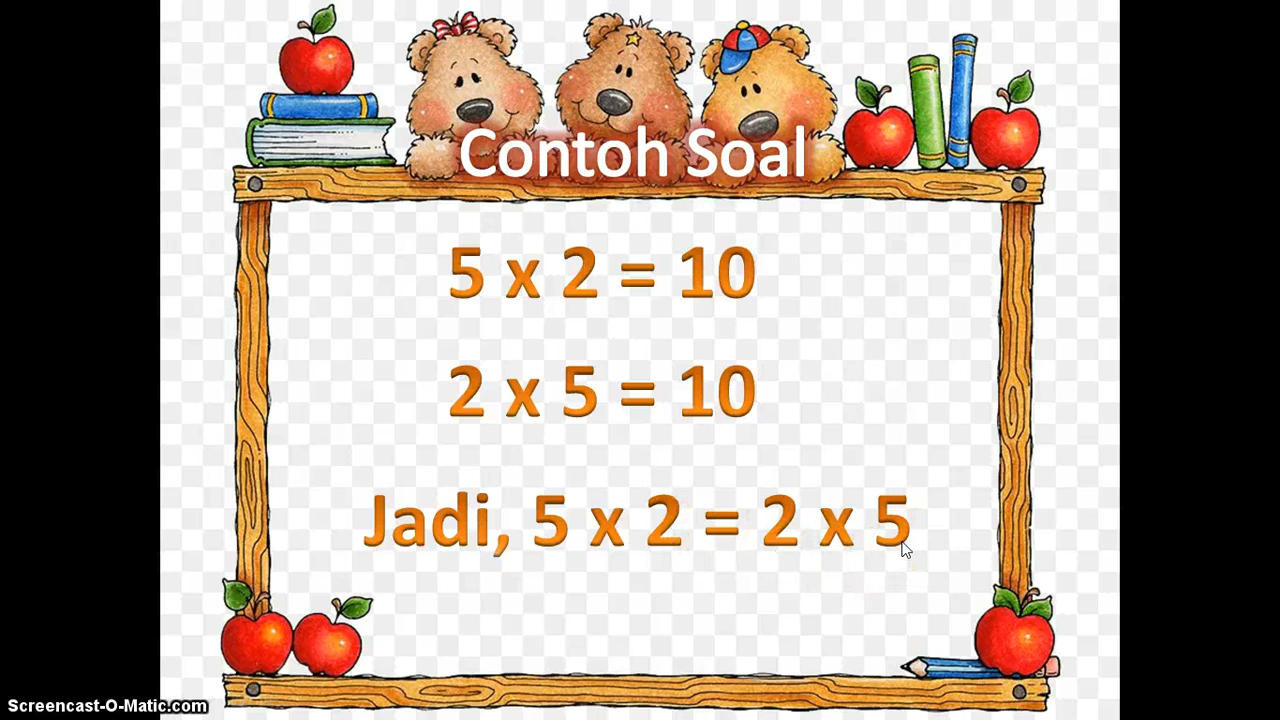 Contoh Soal
5 x 2 = 10
2 x 5 = 10
Jadi, 5 x 2 = 2 x 5
Screencast-O-Matic.com